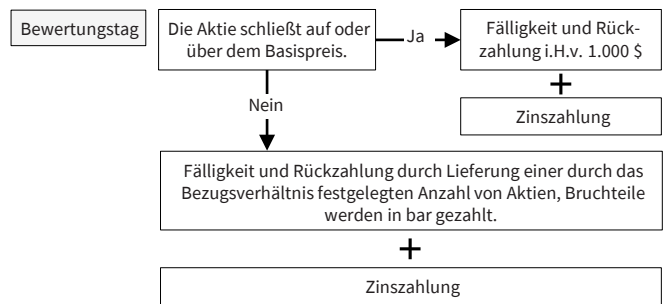 Bewertungstag
Die Aktie schließt auf oder
über dem Basispreis.
Ja
Fälligkeit und Rück-
zahlung i.H.v. 1.000 $
+
Zinszahlung
Nein
Fälligkeit und Rückzahlung durch Lieferung einer durch das
Bezugsverhältnis festgelegten Anzahl von Aktien, Bruchteile
werden in bar gezahlt.
+
Zinszahlung